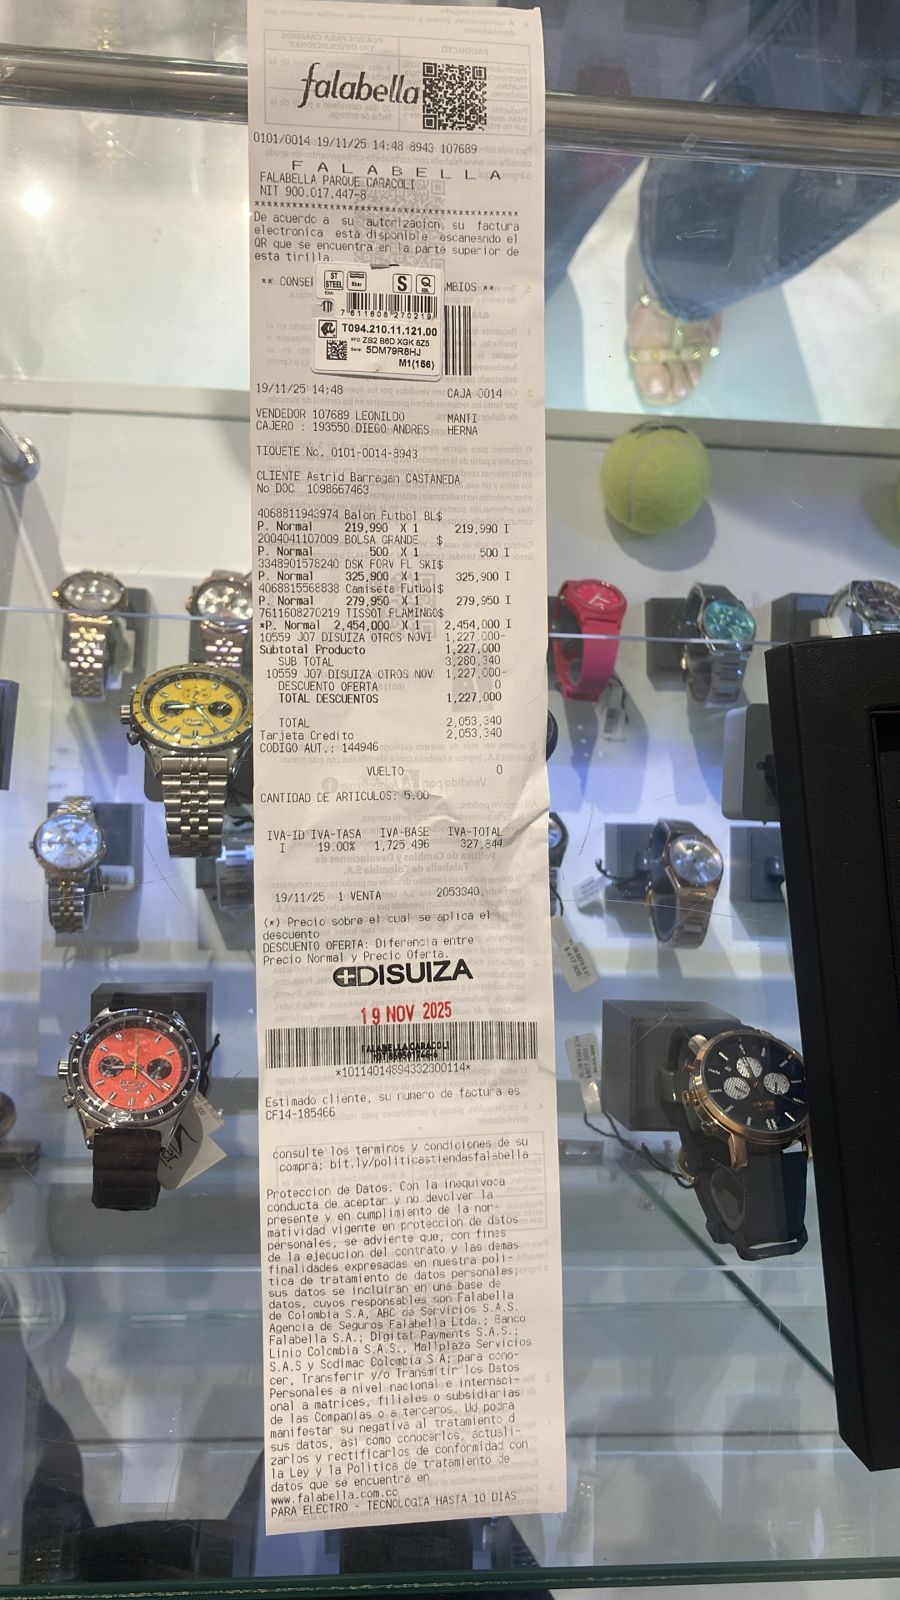 falabella
0101/0014 19/11/25 14:48 8943 107689
F A L A B E L L A
FALABELLA PARQUE CARACOLI
NIT 900.017.447-8
****************************************
De acuerdo a su autorizacion, su factura
electronica esta disponible escaneando el
QR que se encuentra en la parte superior de
esta tirilla.
** CONSER
MBIOS **
ST
STEEL
5bar
S
Q
7 611608 270219
T094.210.11.121.00
ZS2 B6D XGK 8Z5
5DM79R8HJ
M1(156)
19/11/25 14:48 CAJA 0014
VENDEDOR 107689 LEONILDO MANTI
CAJERO : 193550 DIEGO ANDRES HERNA
TIQUETE No. 0101-0014-8943
CLIENTE Astrid Barragan CASTANEDA
No DOC 1098667463
4068811943974 Balon Futbol BL$
P. Normal 219,990 X 1 219,990 I
2004041107009 BOLSA GRANDE $
P. Normal 500 X 1 500 I
3348901578240 DSK FORV FL SKI$
P. Normal 325,900 X 1 325,900 I
4068815568838 Camiseta Futbol$
P. Normal 279,950 X 1 279,950 I
7611608270219 TISSOT FLAMINGO$
*P. Normal 2,454,000 X 1 2,454,000 I
10559 J07 DISUIZA OTROS NOVI 1,227,000-
Subtotal Producto 1,227,000
SUB TOTAL 3,280,340
10559 J07 DISUIZA OTROS NOV 1,227,000-
DESCUENTO OFERTA 0
TOTAL DESCUENTOS 1,227,000
TOTAL 2,053,340
Tarjeta Credito 2,053,340
CODIGO AUT.: 144946
VUELTO 0
CANTIDAD DE ARTICULOS: 5.00
IVA-ID IVA-TASA IVA-BASE IVA-TOTAL
I 19.00% 1,725,496 327,844
19/11/25 1 VENTA 2053340,
(*) Precio sobre el cual se aplica el
descuento
DESCUENTO OFERTA: Diferencia entre
Precio Normal y Precio Oferta.
DISUIZA
19 NOV 2025
FALABELLA CARACOLI
*1011401489433230011​4*
Estimado cliente, su numero de factura es
CF14-185466
consulte los terminos y condiciones de su
compra: bit.ly/politicastiendasfalabella
Proteccion de Datos. Con la inequivoca
conducta de aceptar y no devolver la
presente y en cumplimiento de la nor-
matividad vigente en proteccion de datos
personales, se advierte que, con fines
de la ejecucion del contrato y las demas
finalidades expresadas en nuestra poli-
tica de tratamiento de datos personales,
sus datos se incluiran en una base de
datos, cuyos responsables son Falabella
de Colombia S.A, ABC de Servicios S.A.S.
Agencia de Seguros Falabella Ltda.; Banco
Falabella S.A.; Digital Payments S.A.S.;
Linio Colombia S.A.S., Mallplaza Servicios
S.A.S y Sodimac Colombia S A; para cono-
cer, Transferir y/o Transmitir los Datos
Personales a nivel nacional e internaci-
onal a matrices, filiales o subsidiarias
de las Companias o a terceros. Ud podra
manifestar su negativa al tratamiento d
sus datos, asi como conocerlos, actuali-
zarlos y rectificarlos de conformidad con
la Ley y la Politica de tratamiento de
datos que se encuentra en
www.falabella.com.co
PARA ELECTRO - TECNOLOGIA HASTA 10 DIAS